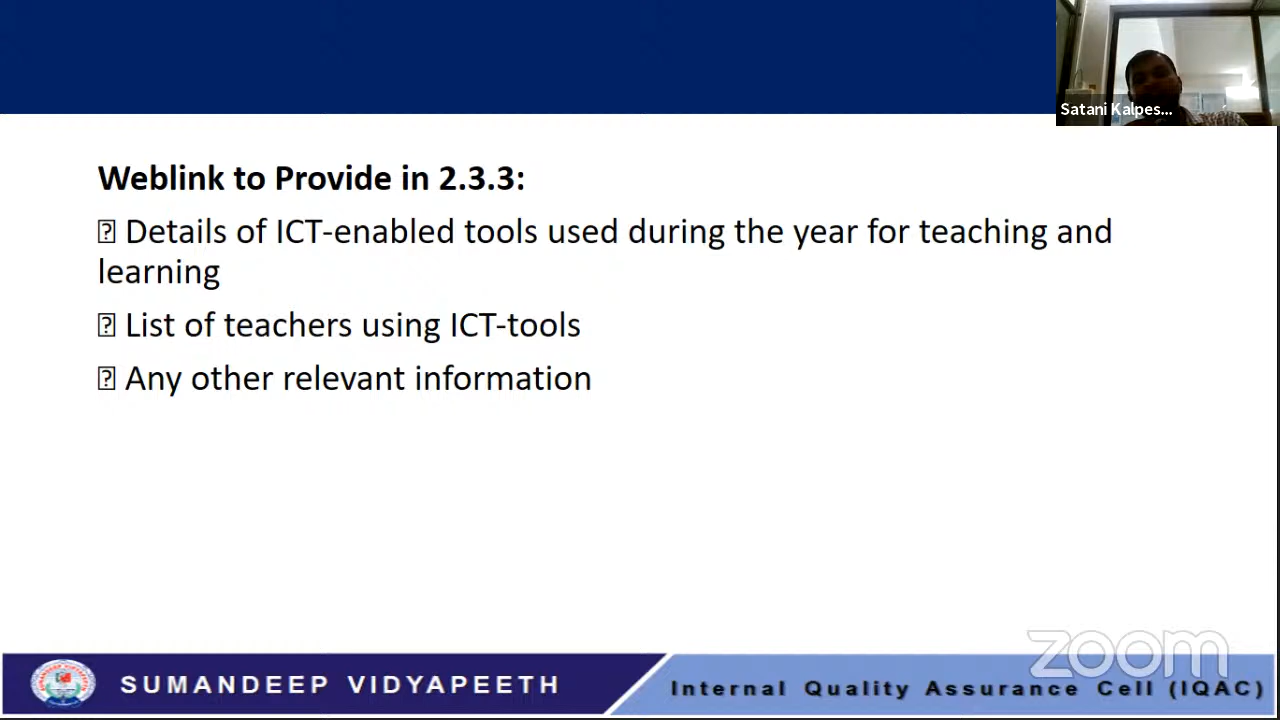 Satani Kalpes...
Weblink to Provide in 2.3.3:
⍰ Details of ICT-enabled tools used during the year for teaching and
learning
⍰ List of teachers using ICT-tools
⍰ Any other relevant information
zoom
SUMANDEEP VIDYAPEETH
Internal Quality Assurance Cell (IQAC)